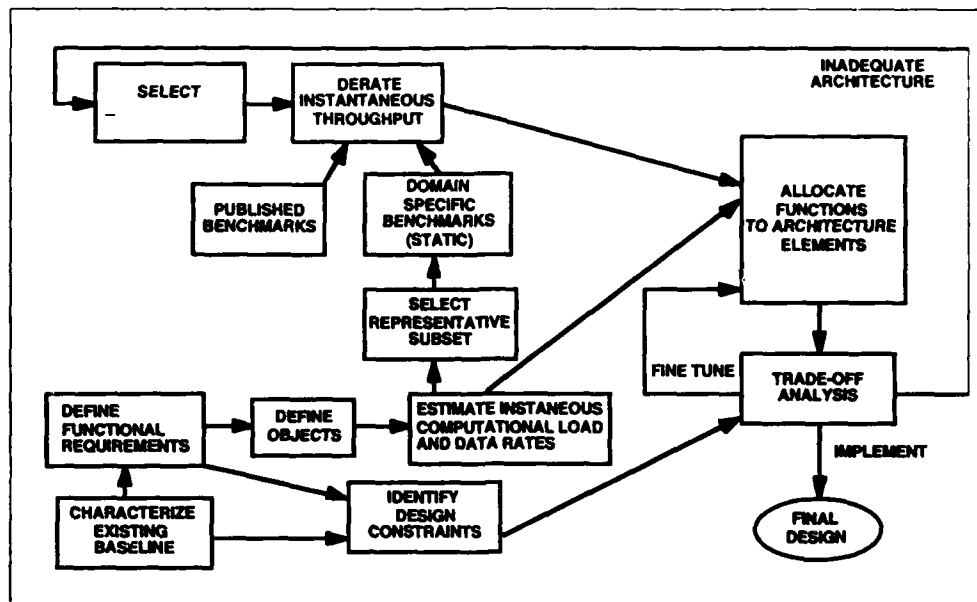 INADEQUATE
ARCHITECTURE
SELECT
DERATE
INSTANTANEOUS
THROUGHPUT
PUBLISHED
BENCHMARKS
DOMAIN
SPECIFIC
BENCHMARKS
(STATIC)
ALLOCATE
FUNCTIONS
TO ARCHITECTURE
ELEMENTS
SELECT
REPRESENTATIVE
SUBSET
FINE TUNE
TRADE-OFF
ANALYSIS
DEFINE
FUNCTIONAL
REQUIREMENTS
DEFINE
OBJECTS
ESTIMATE INSTANEOUS
COMPUTATIONAL LOAD
AND DATA RATES
IMPLEMENT
CHARACTERIZE
EXISTING
BASELINE
IDENTIFY
DESIGN
CONSTRAINTS
FINAL
DESIGN